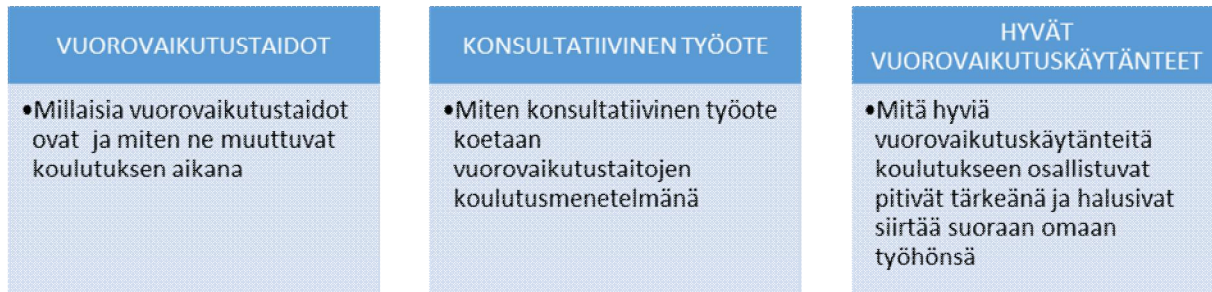 VUOROVAIKUTUSTAIDOT
•Millaisia vuorovaikutustaidot
ovat ja miten ne muuttuvat
koulutuksen aikana
KONSULTATIIVINEN TYÖOTE
•Miten konsultatiivinen työote
koetaan
vuorovaikutustaitojen
koulutusmenetelmänä
HYVÄT
VUOROVAIKUTUSKÄYTÄNTEET
•Mitä hyviä
vuorovaikutuskäytänteitä
koulutukseen osallistuvat
pitivät tärkeänä ja halusivat
siirtää suoraan omaan
työhönsä